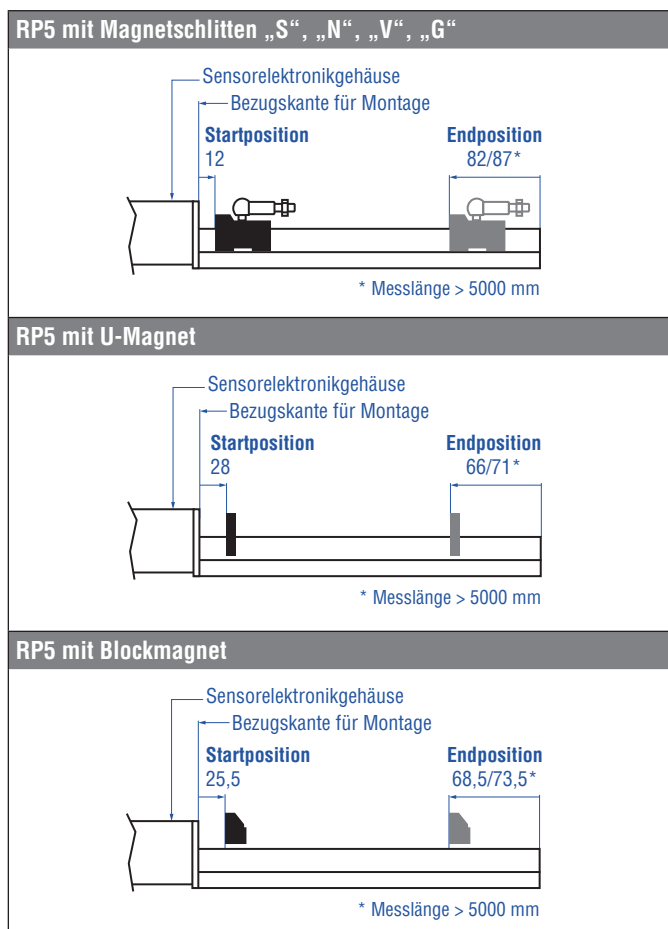 RP5 mit Magnetschlitten „S“, „N“, „V“, „G“
Sensorelektronikgehäuse
Bezugskante für Montage
Startposition
12
Endposition
82/87*
* Messlänge > 5000 mm
RP5 mit U-Magnet
Sensorelektronikgehäuse
Bezugskante für Montage
Startposition
28
Endposition
66/71*
* Messlänge > 5000 mm
RP5 mit Blockmagnet
Sensorelektronikgehäuse
Bezugskante für Montage
Startposition
25,5
Endposition
68,5/73,5*
* Messlänge > 5000 mm